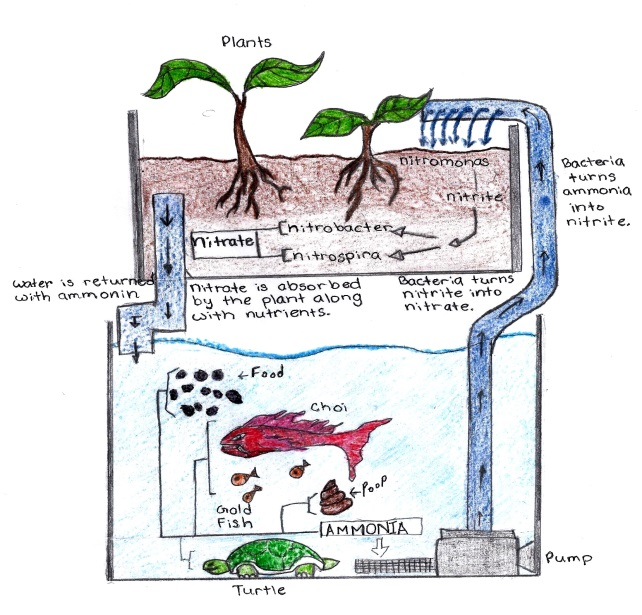 Plants
nitromonas
nitrite
nitrobacter
nitrate
nitrospira
Bacteria
turns
ammonia
into
nitrite.
water is returned
with ammonin
Nitrate is absorbed
by the plant along
with nutrients.
Bacteria turns
nitrite into
nitrate.
Food
Choi
Gold
Fish
Poop
AMMONIA
Turtle
Pump